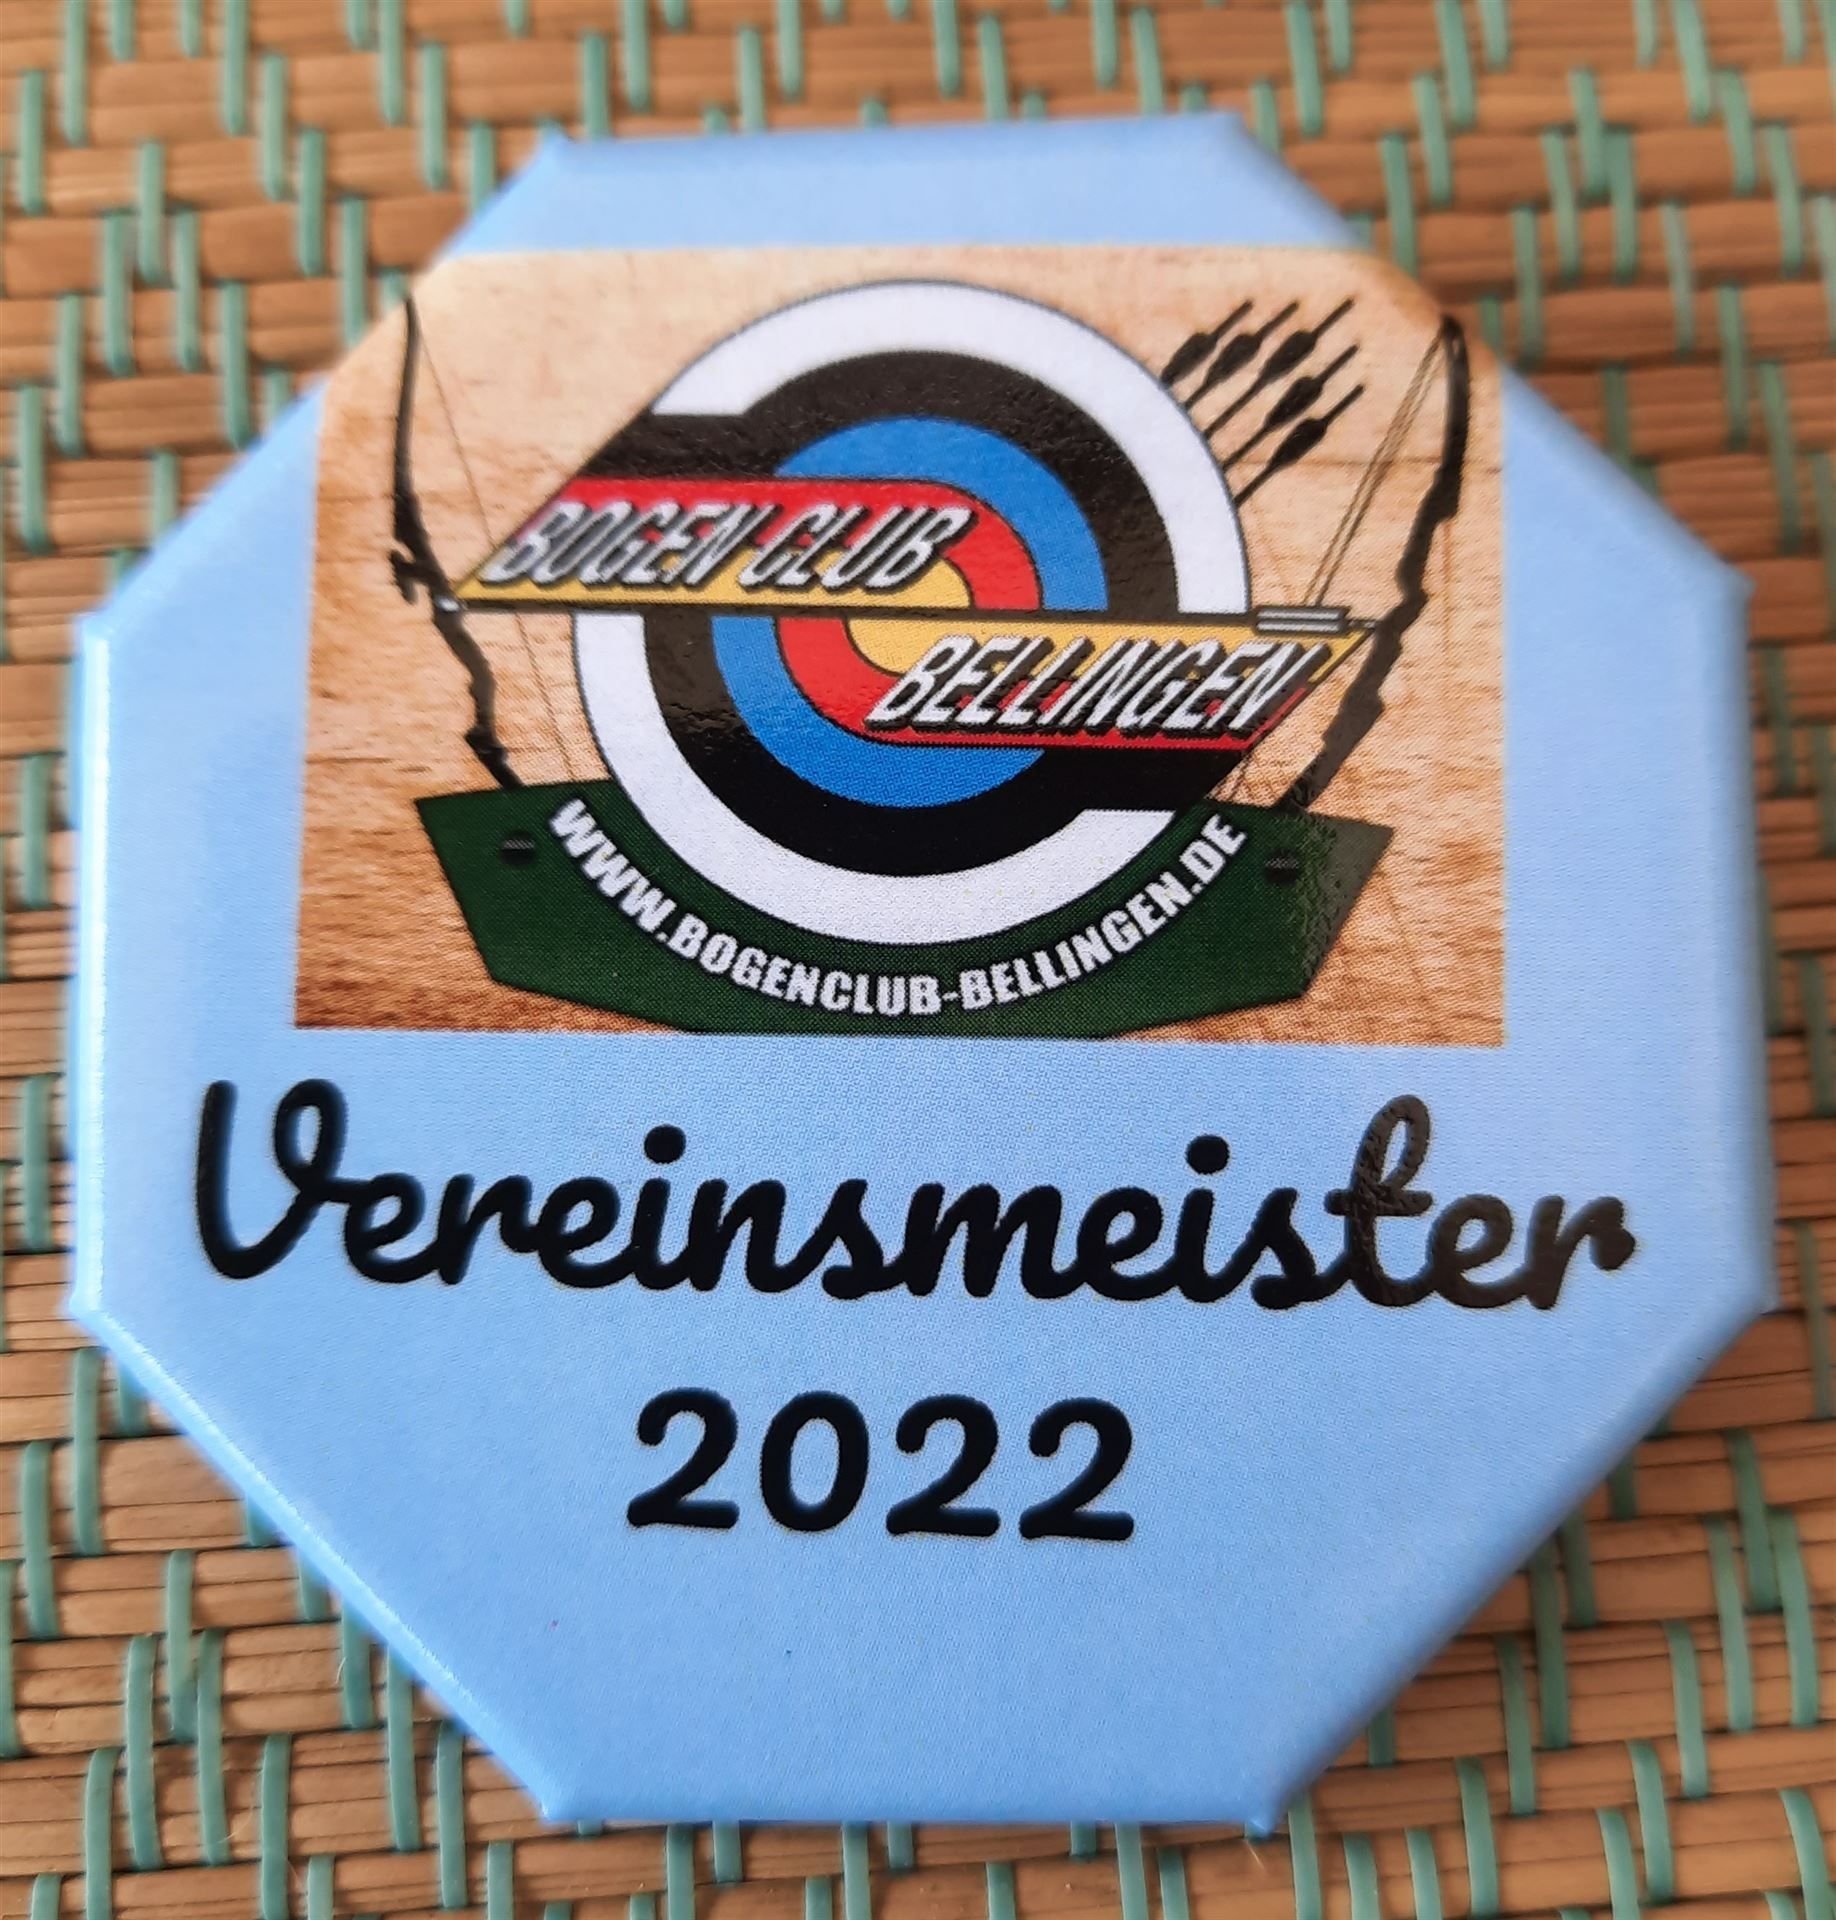 BOGEN CLUB
BELLINGEN
WWW.BOGENCLUB-BELLINGEN.DE
Vereinsmeister
2022